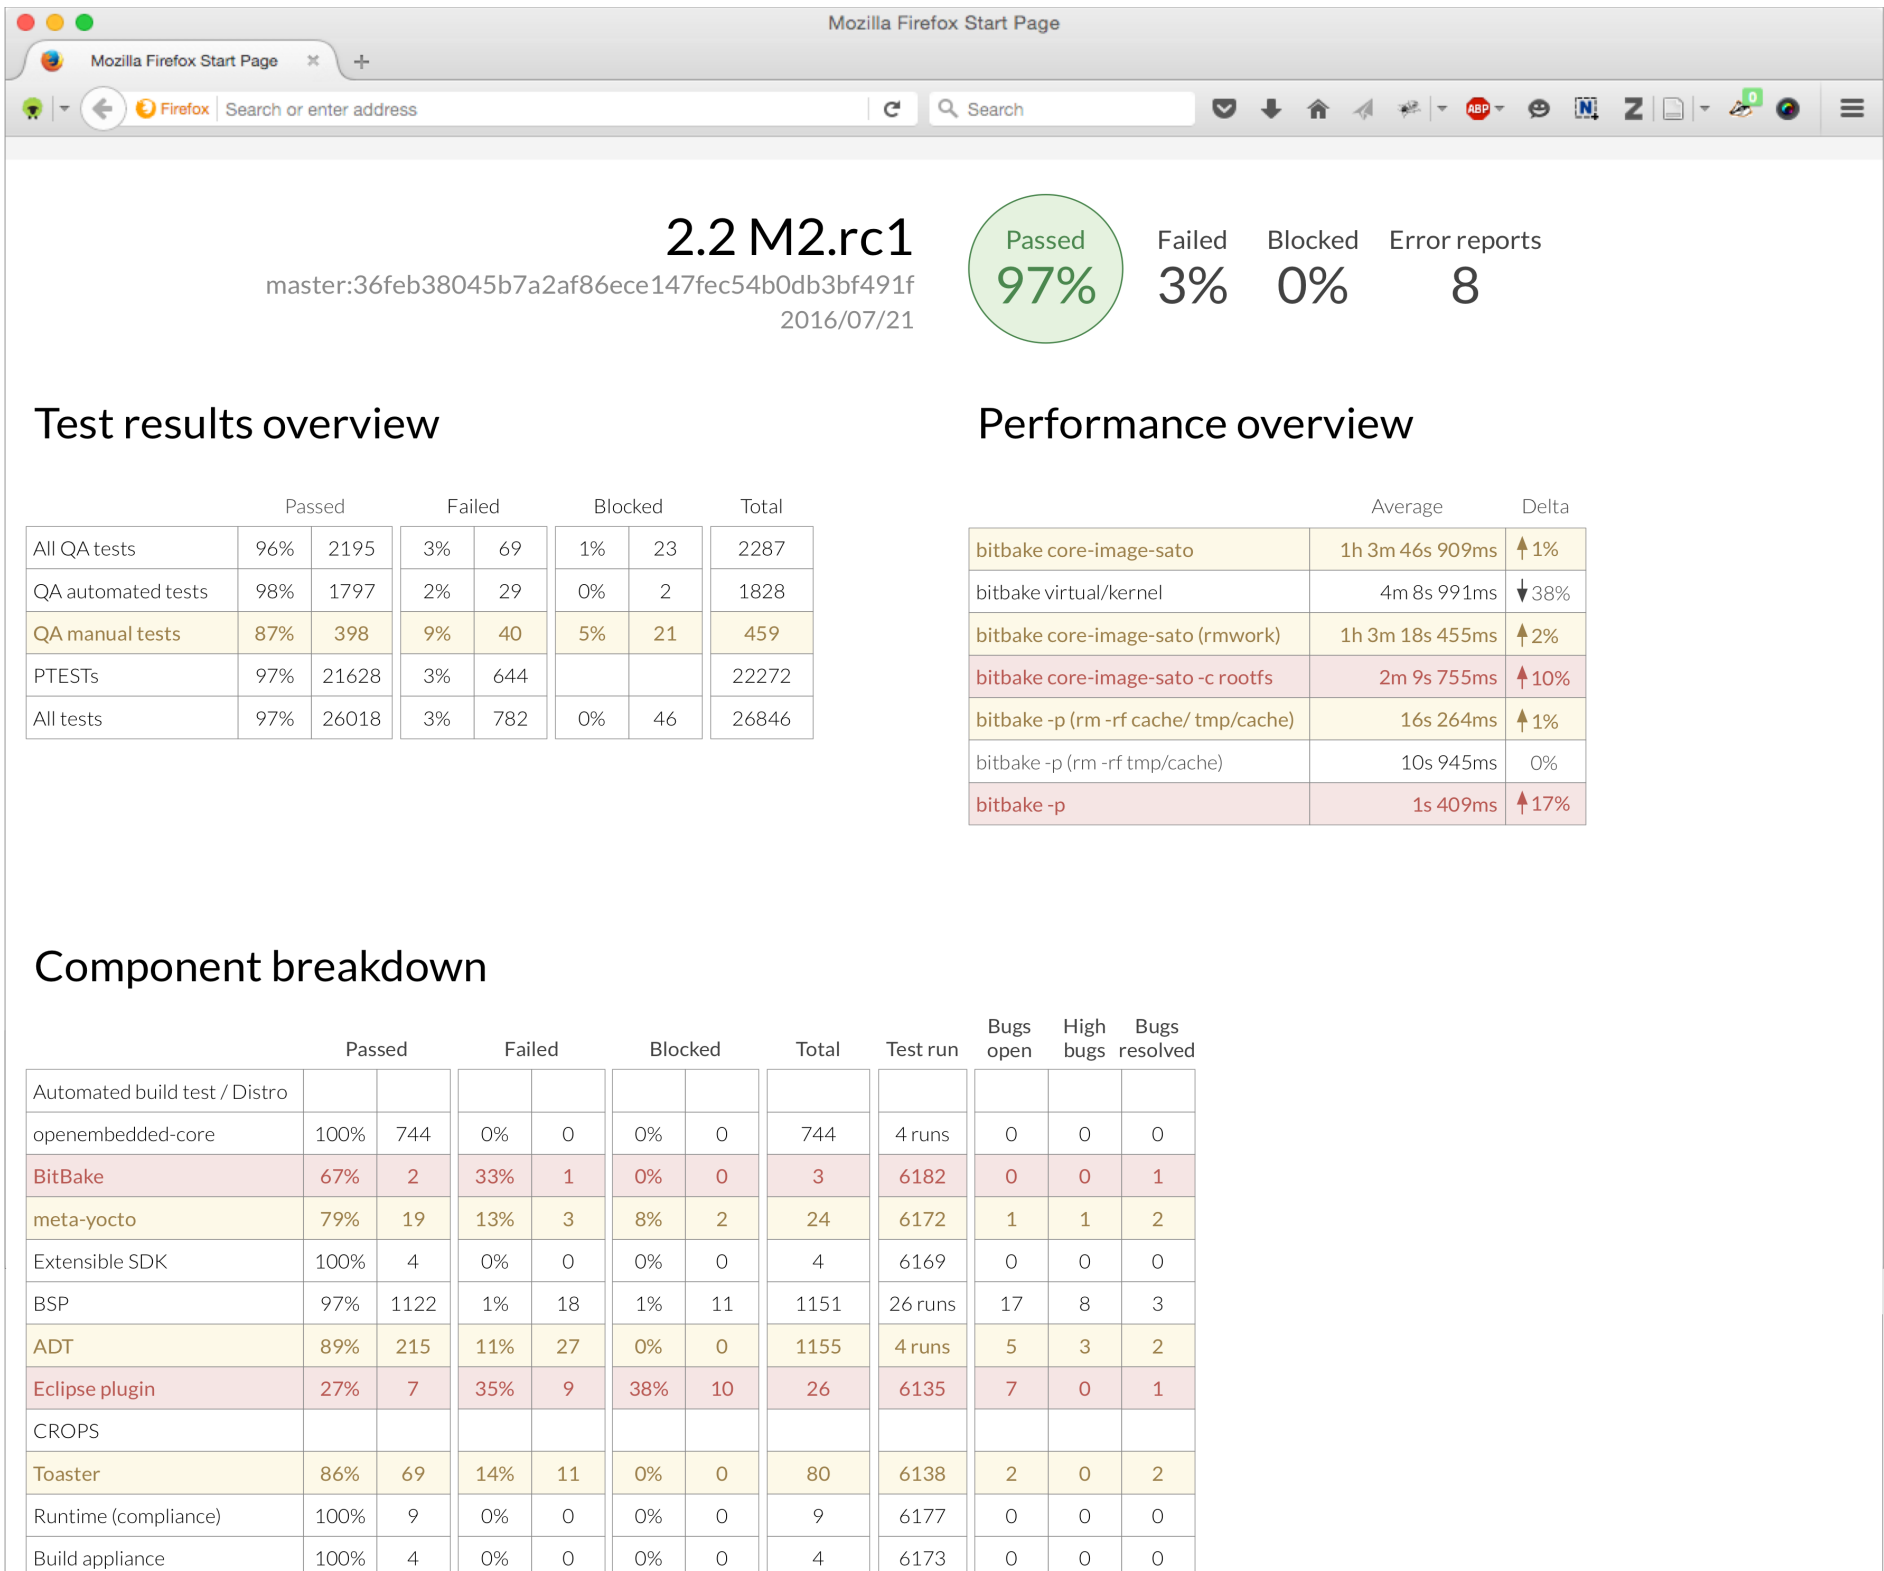 Mozilla Firefox Start Page
Mozilla Firefox Start Page
Firefox Search or enter address
Search
ABP
N
Z
0
2.2 M2.rc1
master:36feb38045b7a2af86ece147fec54b0db3bf491f
2016/07/21
Passed Failed Blocked Error reports
97% 3% 0% 8
Test results overview
Passed Failed Blocked Total
All QA tests 96% 2195 3% 69 1% 23 2287
QA automated tests 98% 1797 2% 29 0% 2 1828
QA manual tests 87% 398 9% 40 5% 21 459
PTESTs 97% 21628 3% 644 22272
All tests 97% 26018 3% 782 0% 46 26846
Performance overview
Average Delta
bitbake core-image-sato 1h 3m 46s 909ms 1%
bitbake virtual/kernel 4m 8s 991ms 38%
bitbake core-image-sato (rmwork) 1h 3m 18s 455ms 2%
bitbake core-image-sato -c rootfs 2m 9s 755ms 10%
bitbake -p (rm -rf cache/ tmp/cache) 16s 264ms 1%
bitbake -p (rm -rf tmp/cache) 10s 945ms 0%
bitbake -p 1s 409ms 17%
Component breakdown
Bugs High Bugs
Passed Failed Blocked Total Test run open bugs resolved
Automated build test / Distro
openembedded-core 100% 744 0% 0 0% 0 744 4 runs 0 0 0
BitBake 67% 2 33% 1 0% 0 3 6182 0 0 1
meta-yocto 79% 19 13% 3 8% 2 24 6172 1 1 2
Extensible SDK 100% 4 0% 0 0% 0 4 6169 0 0 0
BSP 97% 1122 1% 18 1% 11 1151 26 runs 17 8 3
ADT 89% 215 11% 27 0% 0 1155 4 runs 5 3 2
Eclipse plugin 27% 7 35% 9 38% 10 26 6135 7 0 1
CROPS
Toaster 86% 69 14% 11 0% 0 80 6138 2 0 2
Runtime (compliance) 100% 9 0% 0 0% 0 9 6177 0 0 0
Build appliance 100% 4 0% 0 0% 0 4 6173 0 0 0